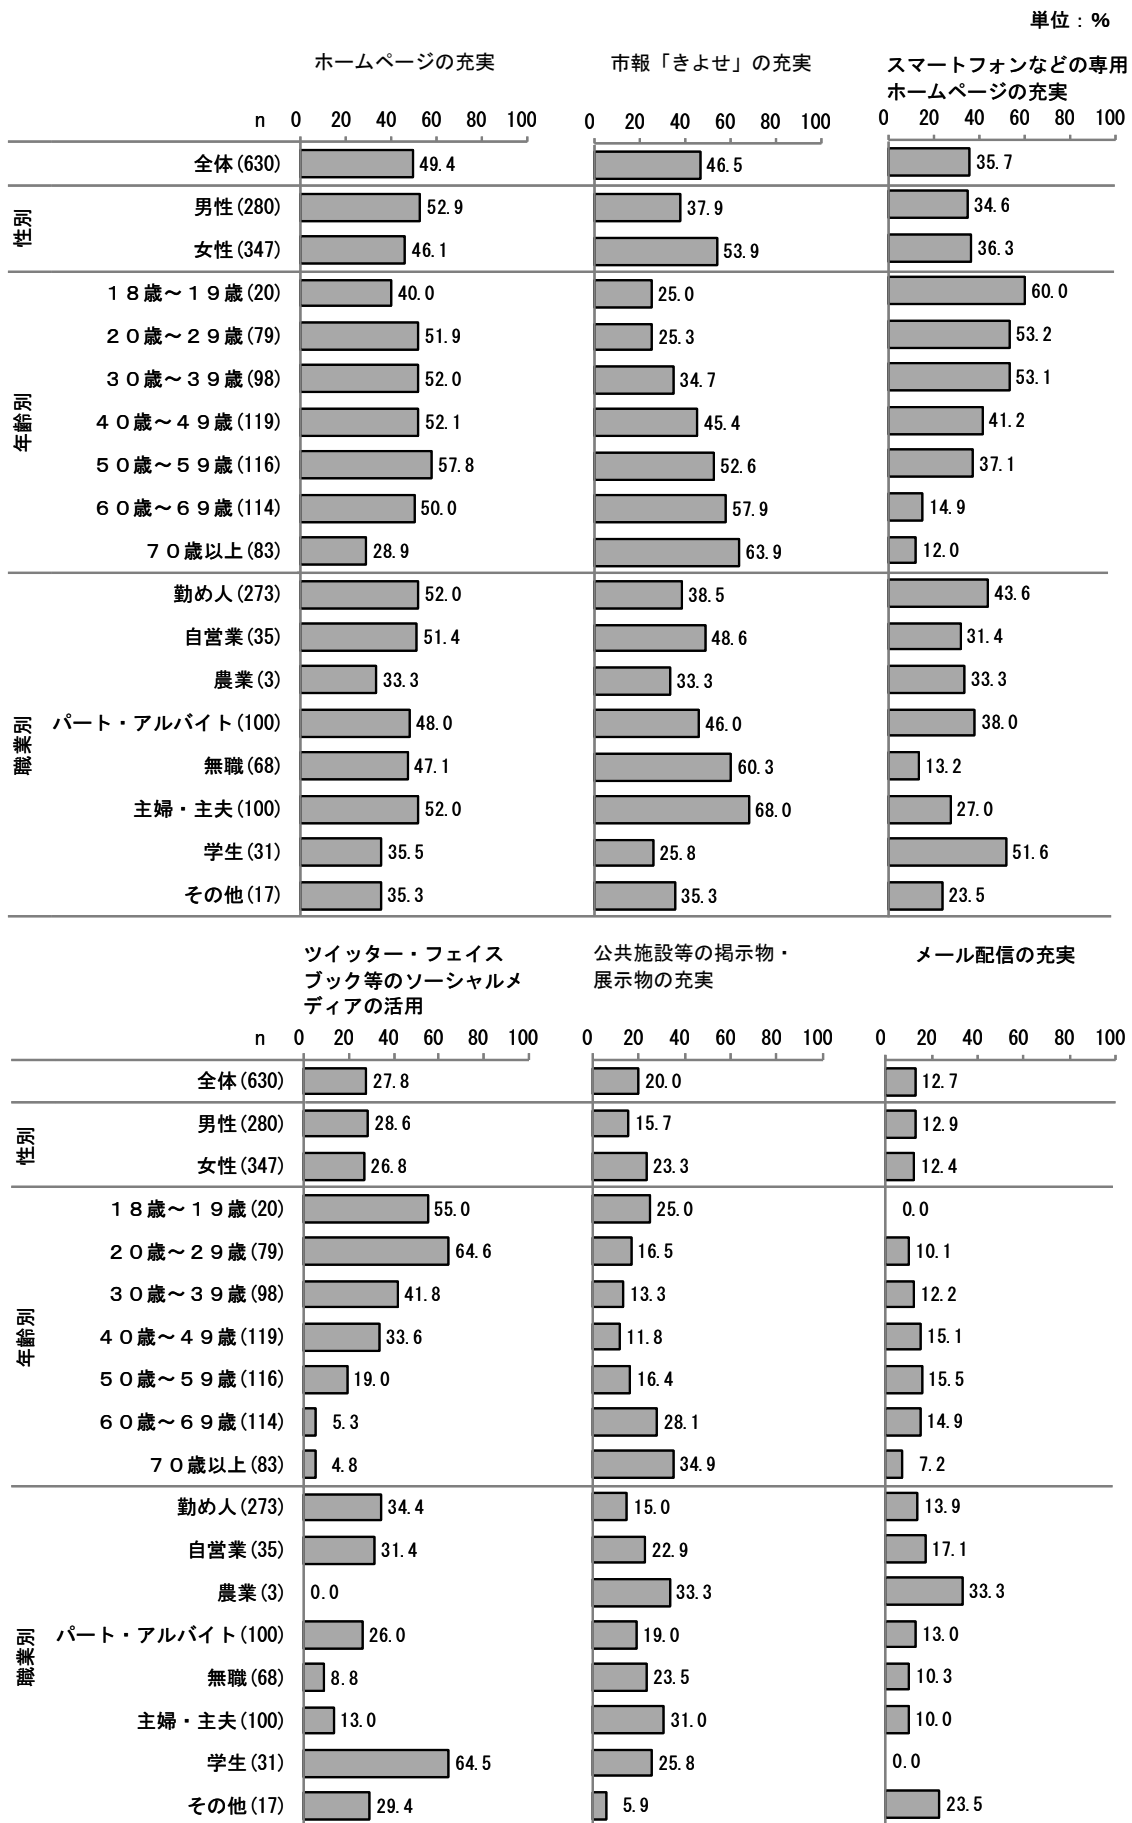 単位：％
ホームページの充実 市報「きよせ」の充実 スマートフォンなどの専用
ホームページの充実
n 0 20 40 60 80 100 0 20 40 60 80 100 0 20 40 60 80 100
全体(630) 49.4 46.5 35.7
性別
男性(280) 52.9 37.9 34.6
女性(347) 46.1 53.9 36.3
年齢別
１８歳～１９歳(20) 40.0 25.0 60.0
２０歳～２９歳(79) 51.9 25.3 53.2
３０歳～３９歳(98) 52.0 34.7 53.1
４０歳～４９歳(119) 52.1 45.4 41.2
５０歳～５９歳(116) 57.8 52.6 37.1
６０歳～６９歳(114) 50.0 57.9 14.9
７０歳以上(83) 28.9 63.9 12.0
職業別
勤め人(273) 52.0 38.5 43.6
自営業(35) 51.4 48.6 31.4
農業(3) 33.3 33.3 33.3
パート・アルバイト(100) 48.0 46.0 38.0
無職(68) 47.1 60.3 13.2
主婦・主夫(100) 52.0 68.0 27.0
学生(31) 35.5 25.8 51.6
その他(17) 35.3 35.3 23.5
ツイッター・フェイス 公共施設等の掲示物・ メール配信の充実
ブック等のソーシャルメ 展示物の充実
ディアの活用
n 0 20 40 60 80 100 0 20 40 60 80 100 0 20 40 60 80 100
全体(630) 27.8 20.0 12.7
性別
男性(280) 28.6 15.7 12.9
女性(347) 26.8 23.3 12.4
年齢別
１８歳～１９歳(20) 55.0 25.0 0.0
２０歳～２９歳(79) 64.6 16.5 10.1
３０歳～３９歳(98) 41.8 13.3 12.2
４０歳～４９歳(119) 33.6 11.8 15.1
５０歳～５９歳(116) 19.0 16.4 15.5
６０歳～６９歳(114) 5.3 28.1 14.9
７０歳以上(83) 4.8 34.9 7.2
職業別
勤め人(273) 34.4 15.0 13.9
自営業(35) 31.4 22.9 17.1
農業(3) 0.0 33.3 33.3
パート・アルバイト(100) 26.0 19.0 13.0
無職(68) 8.8 23.5 10.3
主婦・主夫(100) 13.0 31.0 10.0
学生(31) 64.5 25.8 0.0
その他(17) 29.4 5.9 23.5